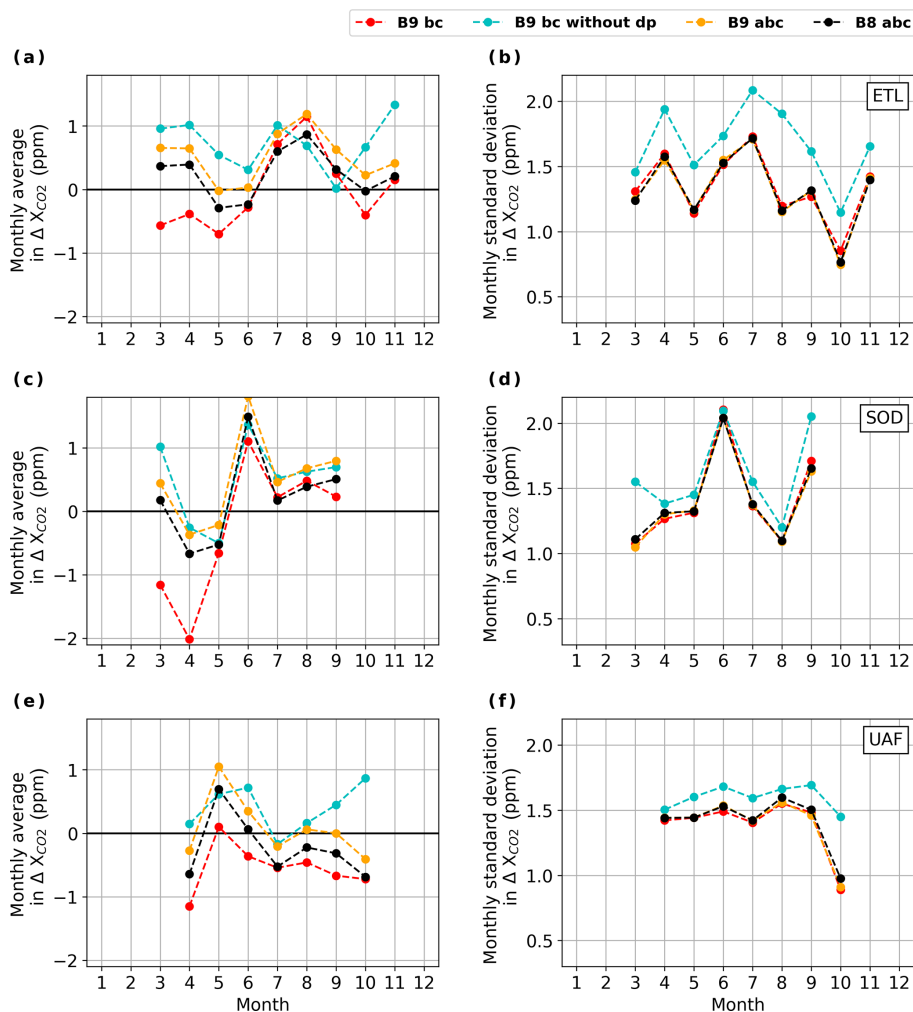 B9 bc B9 bc without dp B9 abc B8 abc
(a) (b)
Monthly average
in Δ X_CO2 (ppm)
1
0
−1
−2
1 2 3 4 5 6 7 8 9 10 11 12
Monthly standard deviation
in Δ X_CO2 (ppm)
2.0
1.5
1.0
0.5
ETL
1 2 3 4 5 6 7 8 9 10 11 12
(c) (d)
Monthly average
in Δ X_CO2 (ppm)
1
0
−1
−2
1 2 3 4 5 6 7 8 9 10 11 12
Monthly standard deviation
in Δ X_CO2 (ppm)
2.0
1.5
1.0
0.5
SOD
1 2 3 4 5 6 7 8 9 10 11 12
(e) (f)
Monthly average
in Δ X_CO2 (ppm)
1
0
−1
−2
1 2 3 4 5 6 7 8 9 10 11 12
Month
Monthly standard deviation
in Δ X_CO2 (ppm)
2.0
1.5
1.0
0.5
UAF
1 2 3 4 5 6 7 8 9 10 11 12
Month